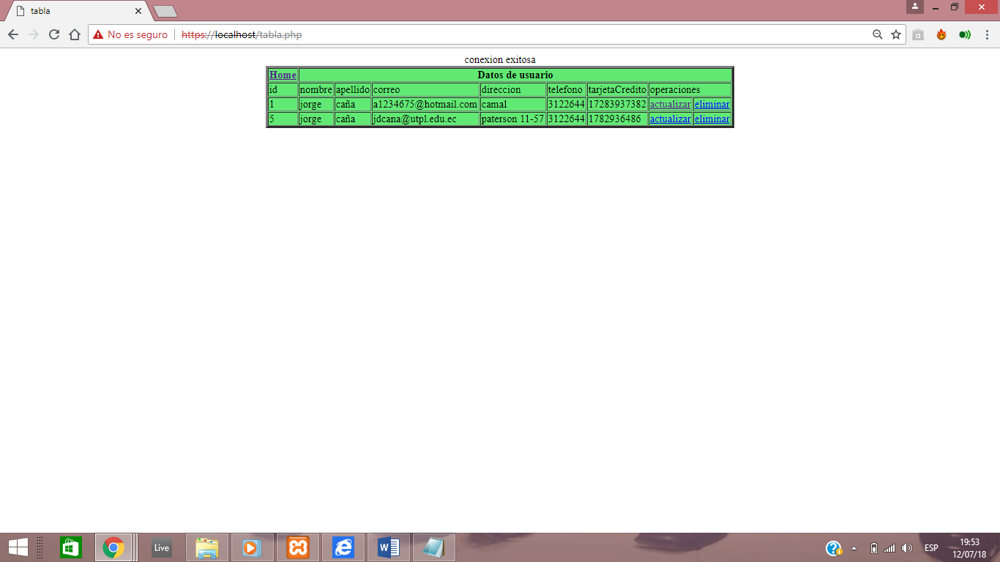 tabla
No es seguro https://localhost/tabla.php
conexion exitosa
Home Datos de usuario
id nombre apellido correo direccion telefono tarjetaCredito operaciones
1 jorge caña a1234675@hotmail.com camal 3122644 17283937382 actualizar eliminar
5 jorge caña jdcana@utpl.edu.ec paterson 11-57 3122644 1782936486 actualizar eliminar
Live
ESP
19:53
12/07/18